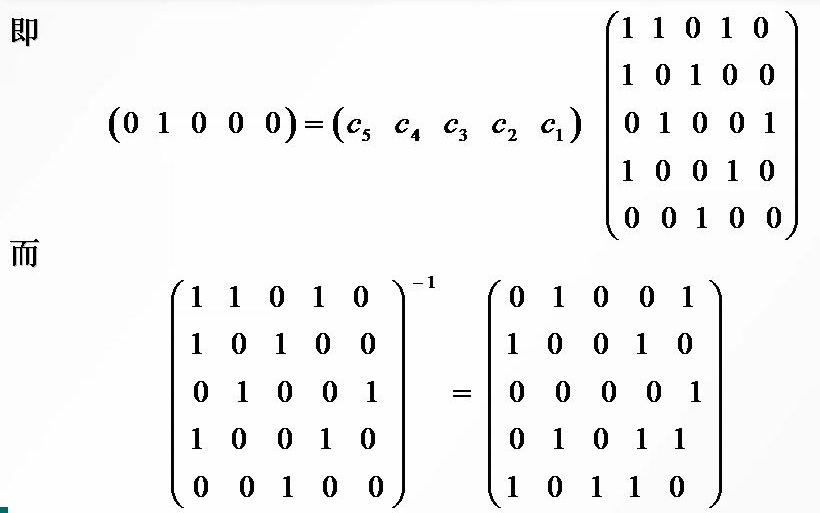 即
(0 1 0 0 0) = (c₅ c₄ c₃ c₂ c₁)
1 1 0 1 0
1 0 1 0 0
0 1 0 0 1
1 0 0 1 0
0 0 1 0 0
而
1 1 0 1 0 −1 0 1 0 0 1
1 0 1 0 0 1 0 0 1 0
0 1 0 0 1 = 0 0 0 0 1
1 0 0 1 0 0 1 0 1 1
0 0 1 0 0 1 0 1 1 0